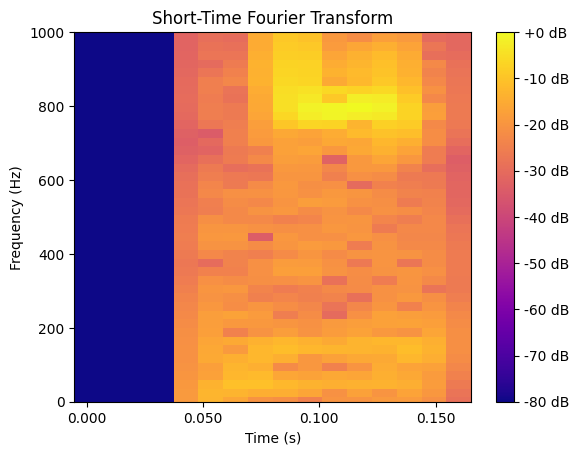 Short-Time Fourier Transform
Frequency (Hz)
1000
800
600
400
200
0
0.000
0.050
0.100
0.150
Time (s)
+0 dB
-10 dB
-20 dB
-30 dB
-40 dB
-50 dB
-60 dB
-70 dB
-80 dB